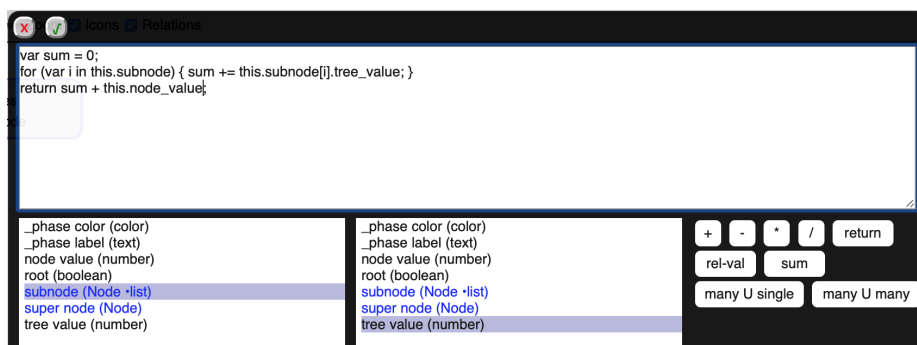 X √ Icons Relations
var sum = 0;
for (var i in this.subnode) { sum += this.subnode[i].tree_value; }
return sum + this.node_value;
_phase color (color)
_phase label (text)
node value (number)
root (boolean)
subnode (Node •list)
super node (Node)
tree value (number)
_phase color (color)
_phase label (text)
node value (number)
root (boolean)
subnode (Node •list)
super node (Node)
tree value (number)
+ - * / return
rel-val sum
many U single many U many